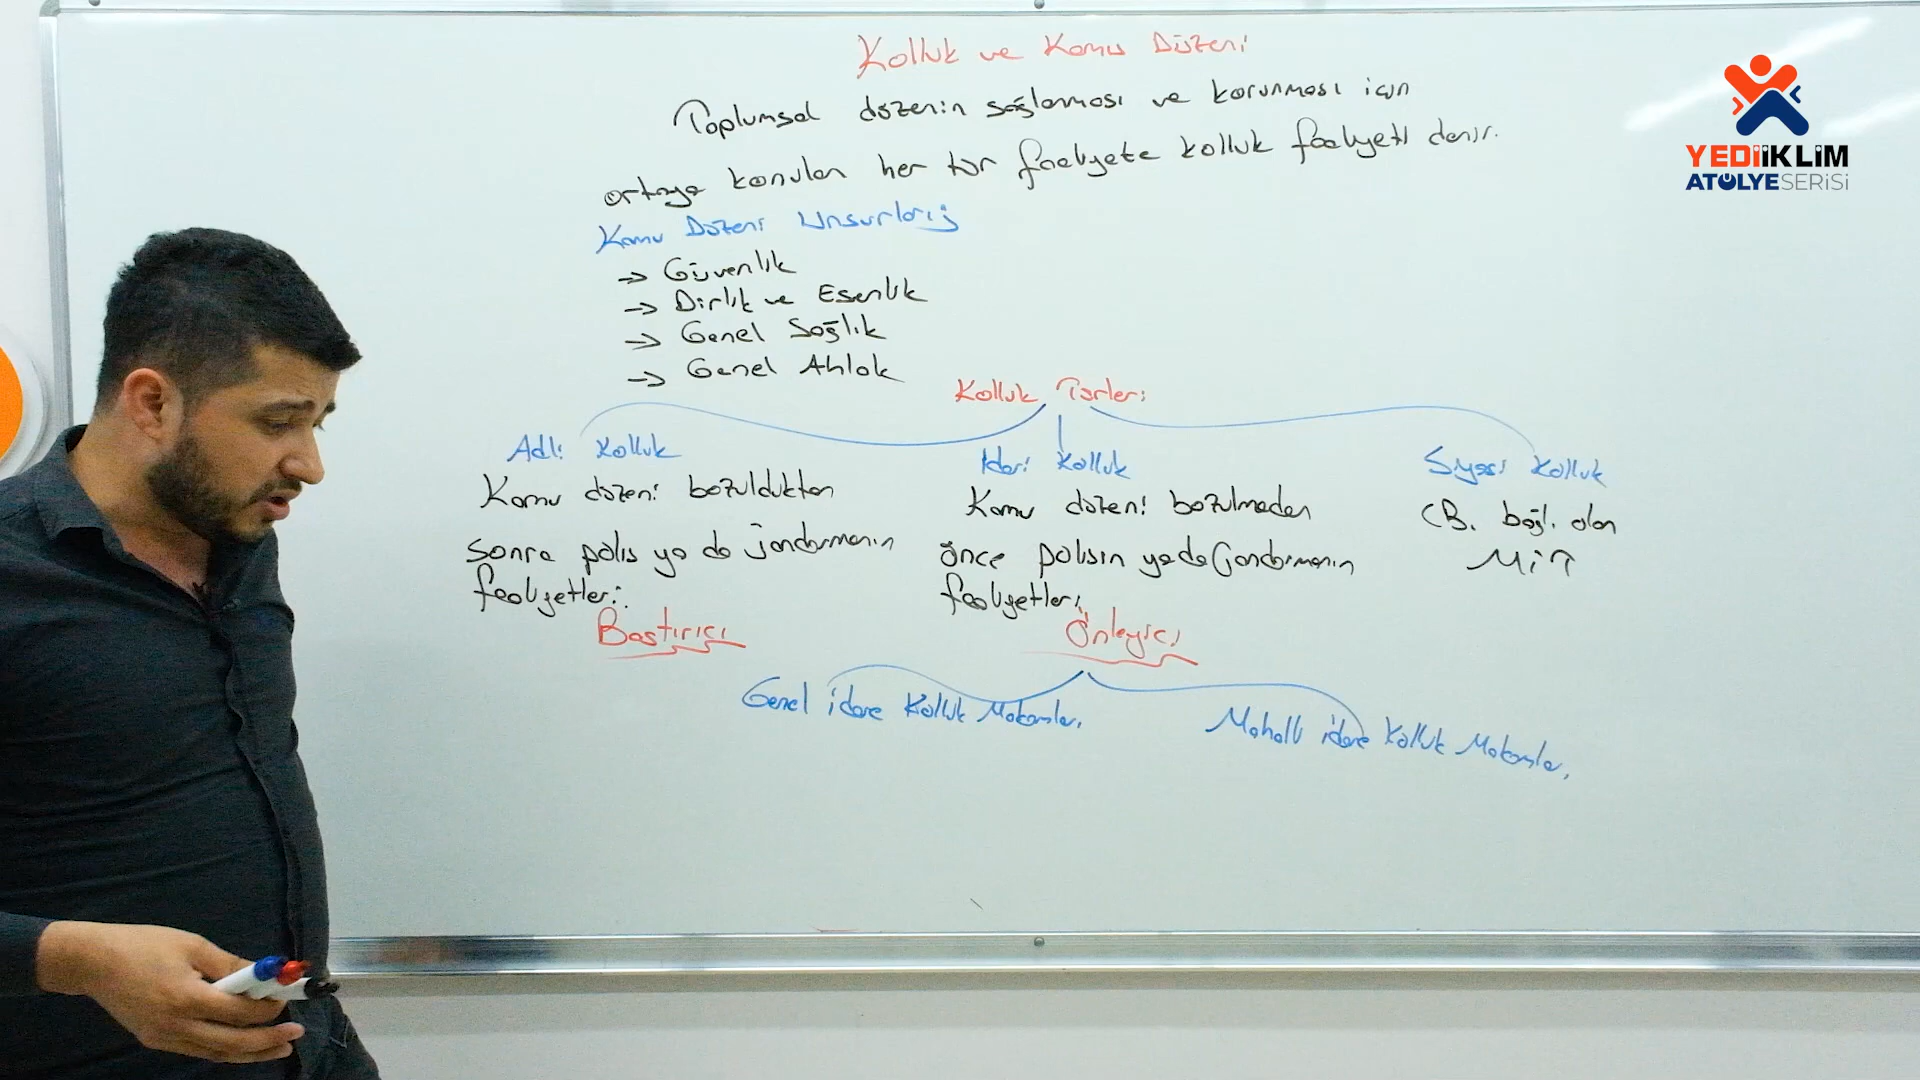 Kolluk ve Kamu Düzeni
Toplumsal düzenin sağlanması ve korunması için
ortaya konulan her tür faaliyete kolluk faaliyeti denir.
Kamu Düzeni Unsurları;
→ Güvenlik
→ Dirlik ve Esenlik
→ Genel Sağlık
→ Genel Ahlak
Kolluk Türleri
Adli Kolluk
Kamu düzeni bozulduktan
sonra polis ya da jandarmanın
faaliyetleri.
Bastırıcı
İdari Kolluk
Kamu düzeni bozulmadan
önce polisin ya da jandarmanın
faaliyetleri
Önleyici
Siyasi Kolluk
CB. bağlı olan
MİT
Genel idare Kolluk Makamları
Mahalli idare Kolluk Makamları
YEDİİKLİM
ATÖLYE SERİSİ